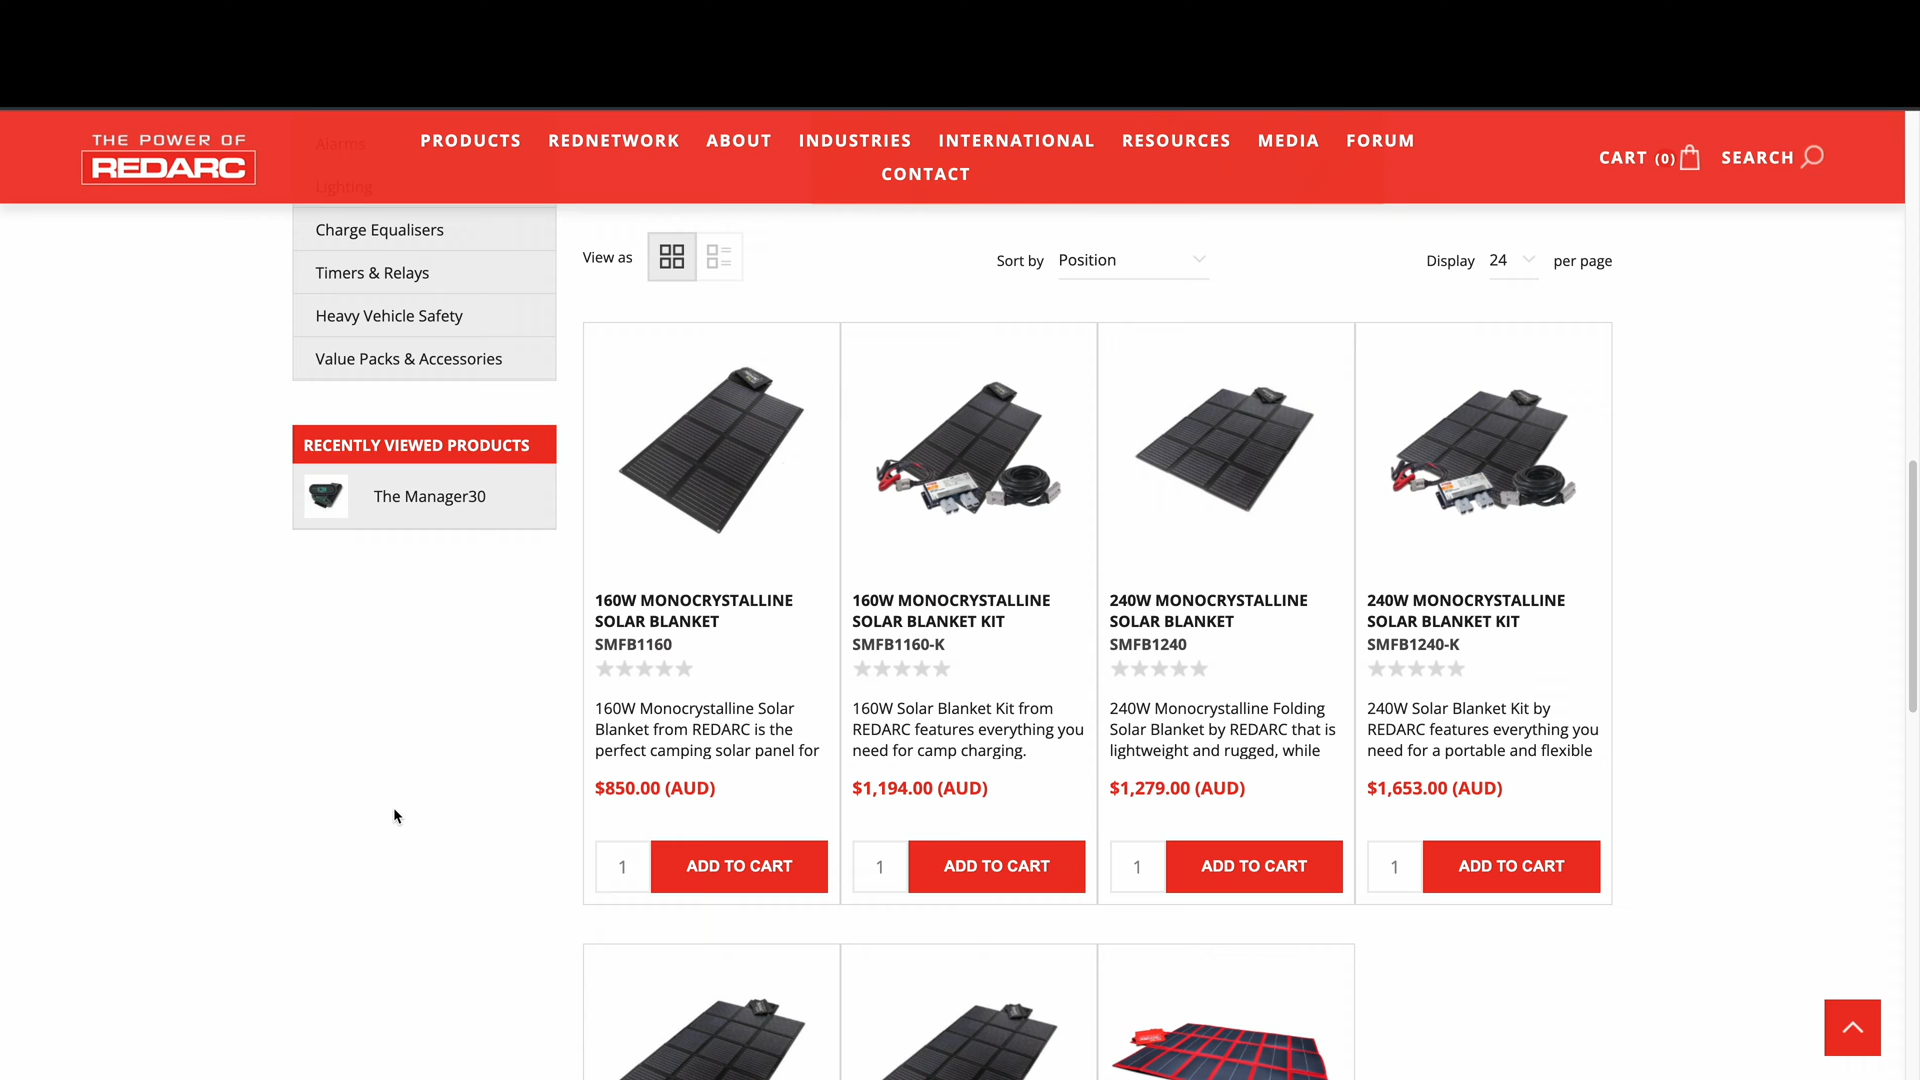 THE POWER OF
REDARC
PRODUCTS REDNETWORK ABOUT INDUSTRIES INTERNATIONAL RESOURCES MEDIA FORUM
CONTACT
CART (0)
SEARCH
Alarms
Lighting
Charge Equalisers
Timers & Relays
Heavy Vehicle Safety
Value Packs & Accessories
RECENTLY VIEWED PRODUCTS
The Manager30
View as
Sort by Position
Display 24 per page
160W MONOCRYSTALLINE
SOLAR BLANKET
SMFB1160
160W Monocrystalline Solar
Blanket from REDARC is the
perfect camping solar panel for
$850.00 (AUD)
1 ADD TO CART
160W MONOCRYSTALLINE
SOLAR BLANKET KIT
SMFB1160-K
160W Solar Blanket Kit from
REDARC features everything you
need for camp charging.
$1,194.00 (AUD)
1 ADD TO CART
240W MONOCRYSTALLINE
SOLAR BLANKET
SMFB1240
240W Monocrystalline Folding
Solar Blanket by REDARC that is
lightweight and rugged, while
$1,279.00 (AUD)
1 ADD TO CART
240W MONOCRYSTALLINE
SOLAR BLANKET KIT
SMFB1240-K
240W Solar Blanket Kit by
REDARC features everything you
need for a portable and flexible
$1,653.00 (AUD)
1 ADD TO CART